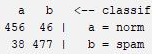 a b <-- classif
456 46 | a = norm
38 477 | b = spam